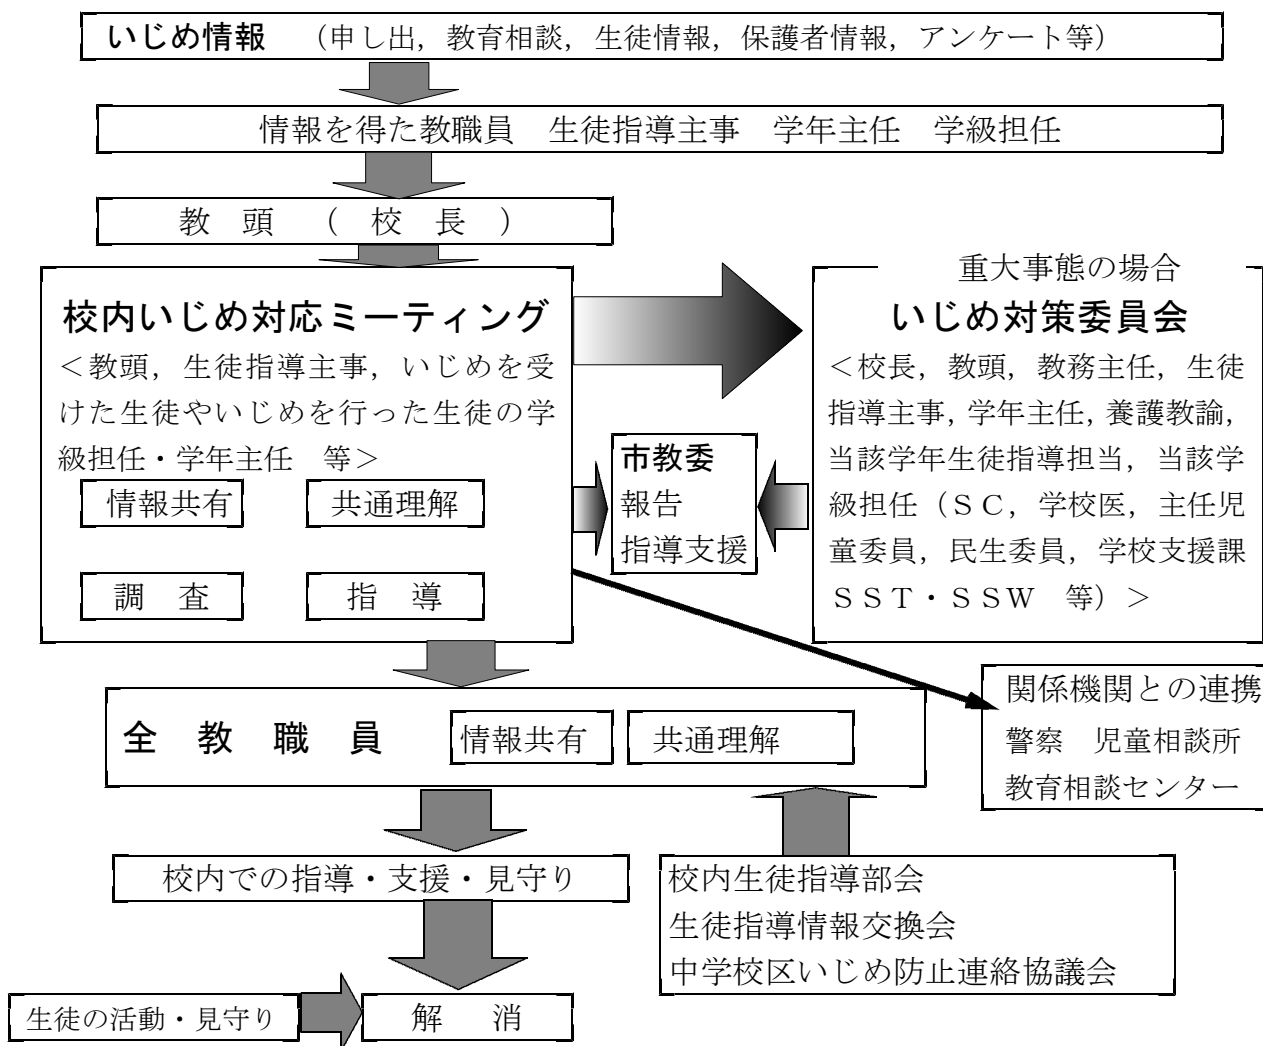 いじめ情報 （申し出，教育相談，生徒情報，保護者情報，アンケート等）
情報を得た教職員 生徒指導主事 学年主任 学級担任
教 頭 （ 校 長 ）
校内いじめ対応ミーティング
＜教頭，生徒指導主事，いじめを受
けた生徒やいじめを行った生徒の学
級担任・学年主任 等＞
情報共有
共通理解
調 査
指 導
市教委
報告
指導支援
重大事態の場合
いじめ対策委員会
＜校長，教頭，教務主任，生徒
指導主事，学年主任，養護教諭，
当該学年生徒指導担当，当該学
級担任（ＳＣ，学校医，主任児
童委員，民生委員，学校支援課
ＳＳＴ・ＳＳＷ 等）＞
関係機関との連携
警察 児童相談所
教育相談センター
全 教 職 員
情報共有
共通理解
校内での指導・支援・見守り
校内生徒指導部会
生徒指導情報交換会
中学校区いじめ防止連絡協議会
生徒の活動・見守り
解 消